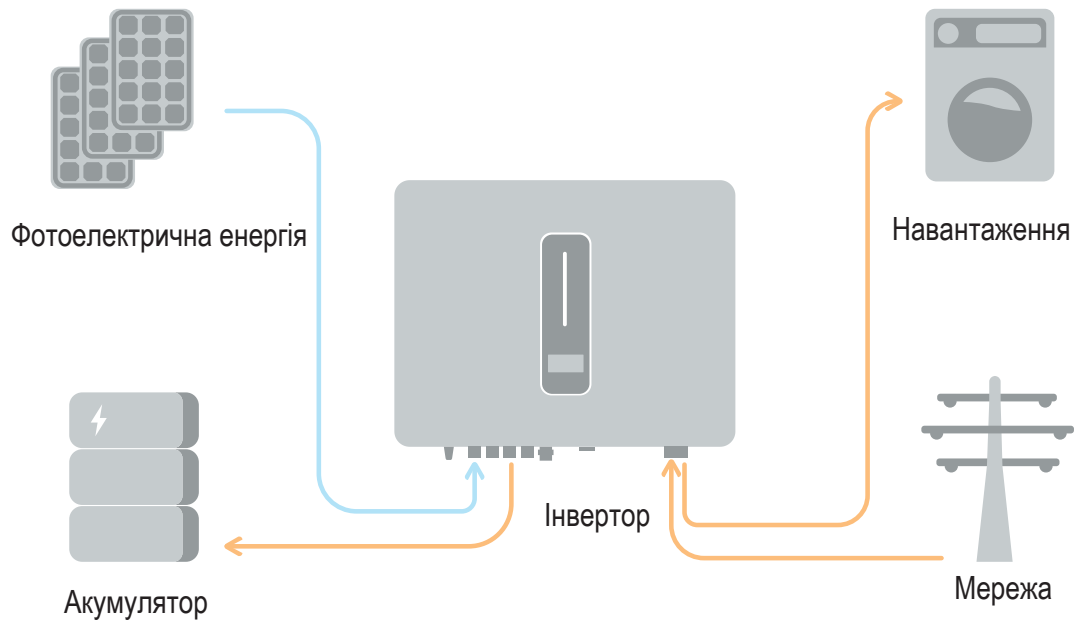 Фотоелектрична енергія
Навантаження
Інвертор
Акумулятор
Мережа